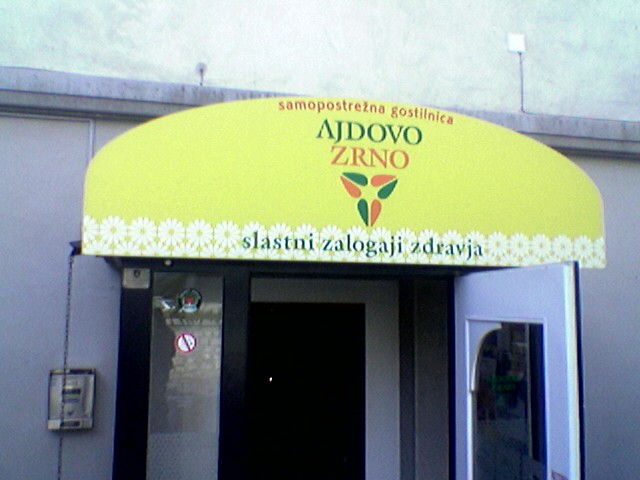 samopostrežna gostilnica
AJDOVO
ZRNO
slastni zalogaji zdravja